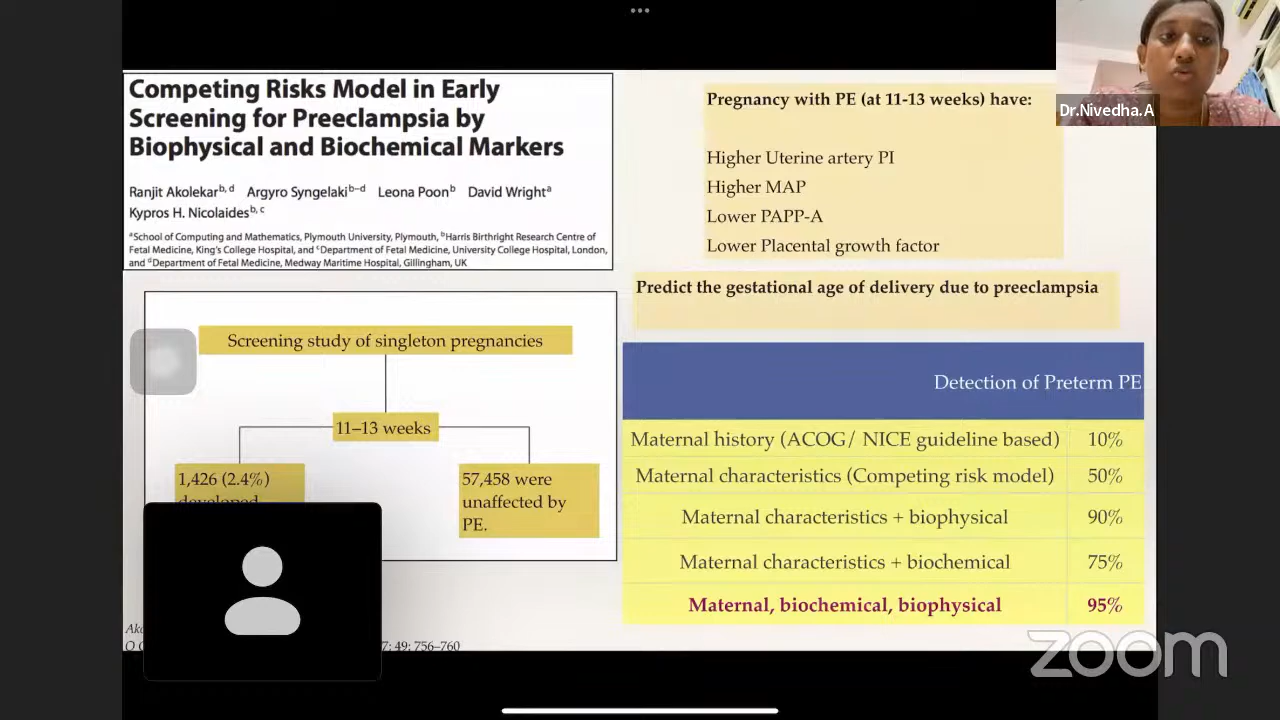 Competing Risks Model in Early
Screening for Preeclampsia by
Biophysical and Biochemical Markers
Ranjit Akolekar b, d Argyro Syngelaki b–d Leona Poon b David Wright a
Kypros H. Nicolaides b, c
a School of Computing and Mathematics, Plymouth University, Plymouth, b Harris Birthright Research Centre of
Fetal Medicine, King's College Hospital, and c Department of Fetal Medicine, University College Hospital, London,
and d Department of Fetal Medicine, Medway Maritime Hospital, Gillingham, UK
Screening study of singleton pregnancies
11–13 weeks
1,426 (2.4%)
developed
57,458 were
unaffected by
PE.
7; 49: 756–760
Pregnancy with PE (at 11-13 weeks) have:
Higher Uterine artery PI
Higher MAP
Lower PAPP-A
Lower Placental growth factor
Predict the gestational age of delivery due to preeclampsia
Detection of Preterm PE
Maternal history (ACOG/ NICE guideline based) 10%
Maternal characteristics (Competing risk model) 50%
Maternal characteristics + biophysical 90%
Maternal characteristics + biochemical 75%
Maternal, biochemical, biophysical 95%
Dr.Nivedha.A
zoom